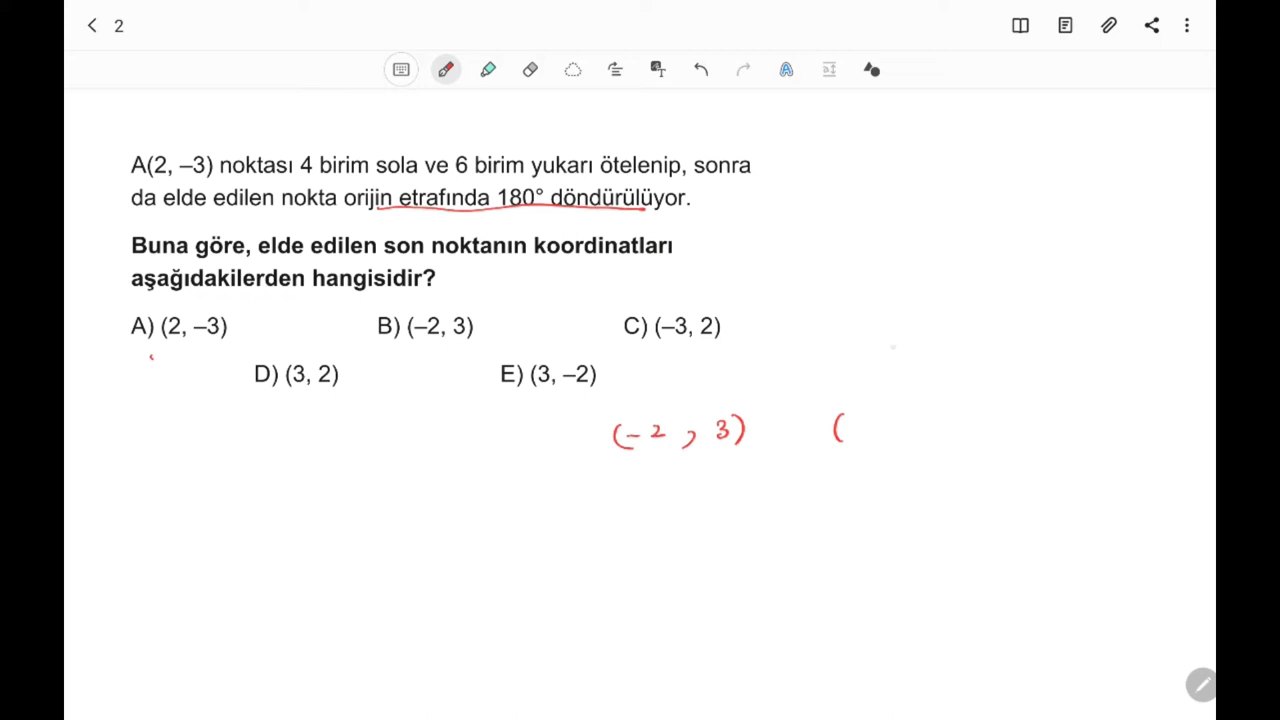 2
A(2, –3) noktası 4 birim sola ve 6 birim yukarı ötelenip, sonra
da elde edilen nokta orijin etrafında 180° döndürülüyor.
Buna göre, elde edilen son noktanın koordinatları
aşağıdakilerden hangisidir?
A) (2, –3) B) (–2, 3) C) (–3, 2)
D) (3, 2) E) (3, –2)
(-2, 3) (